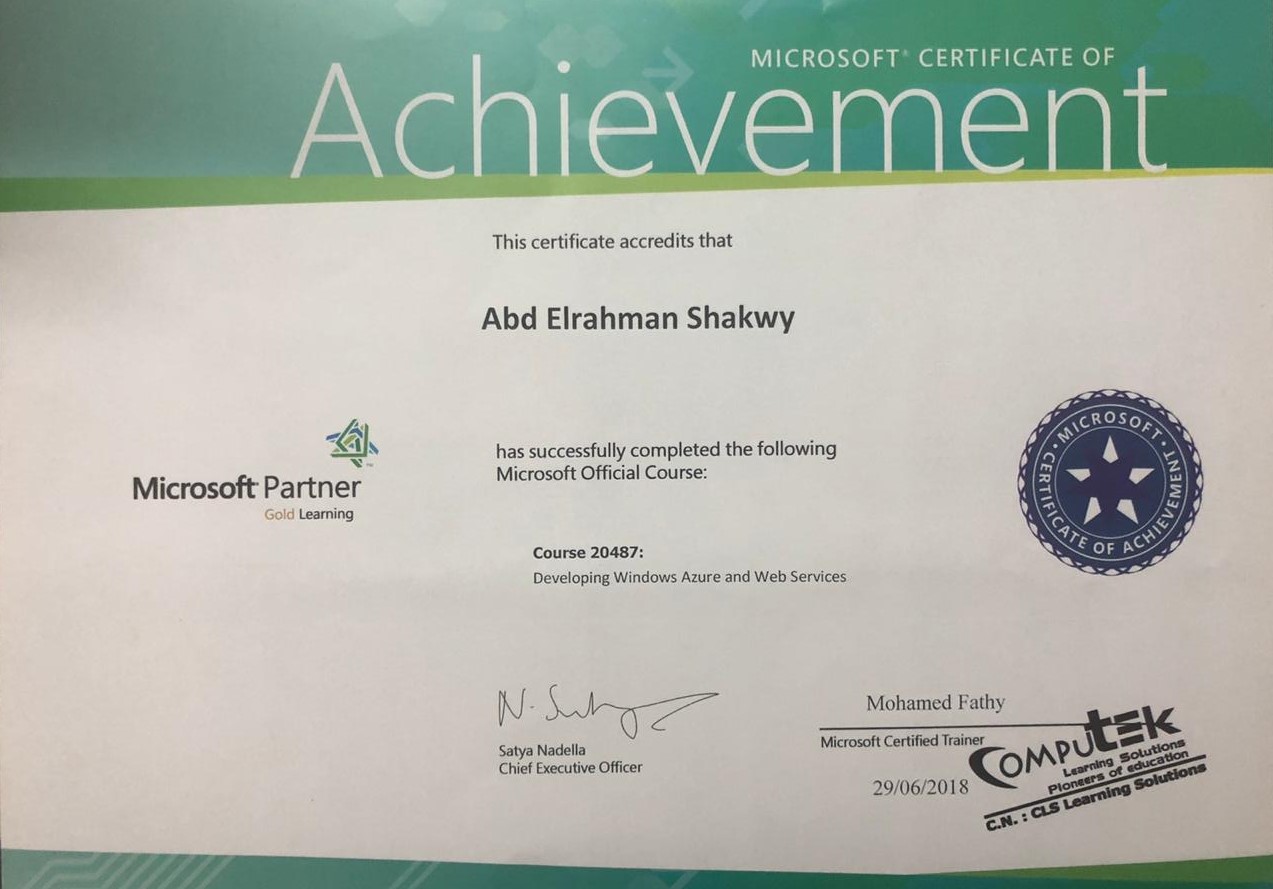 MICROSOFT® CERTIFICATE OF
Achievement
This certificate accredits that
Abd Elrahman Shakwy
Microsoft Partner
Gold Learning
has successfully completed the following
Microsoft Official Course:
MICROSOFT • CERTIFICATE OF ACHIEVEMENT •
Course 20487:
Developing Windows Azure and Web Services
N. Satya
Satya Nadella
Chief Executive Officer
Mohamed Fathy
Microsoft Certified Trainer
29/06/2018
COMPUTEK
Learning Solutions
Pioneers of education
C.N. : CLS Learning Solutions